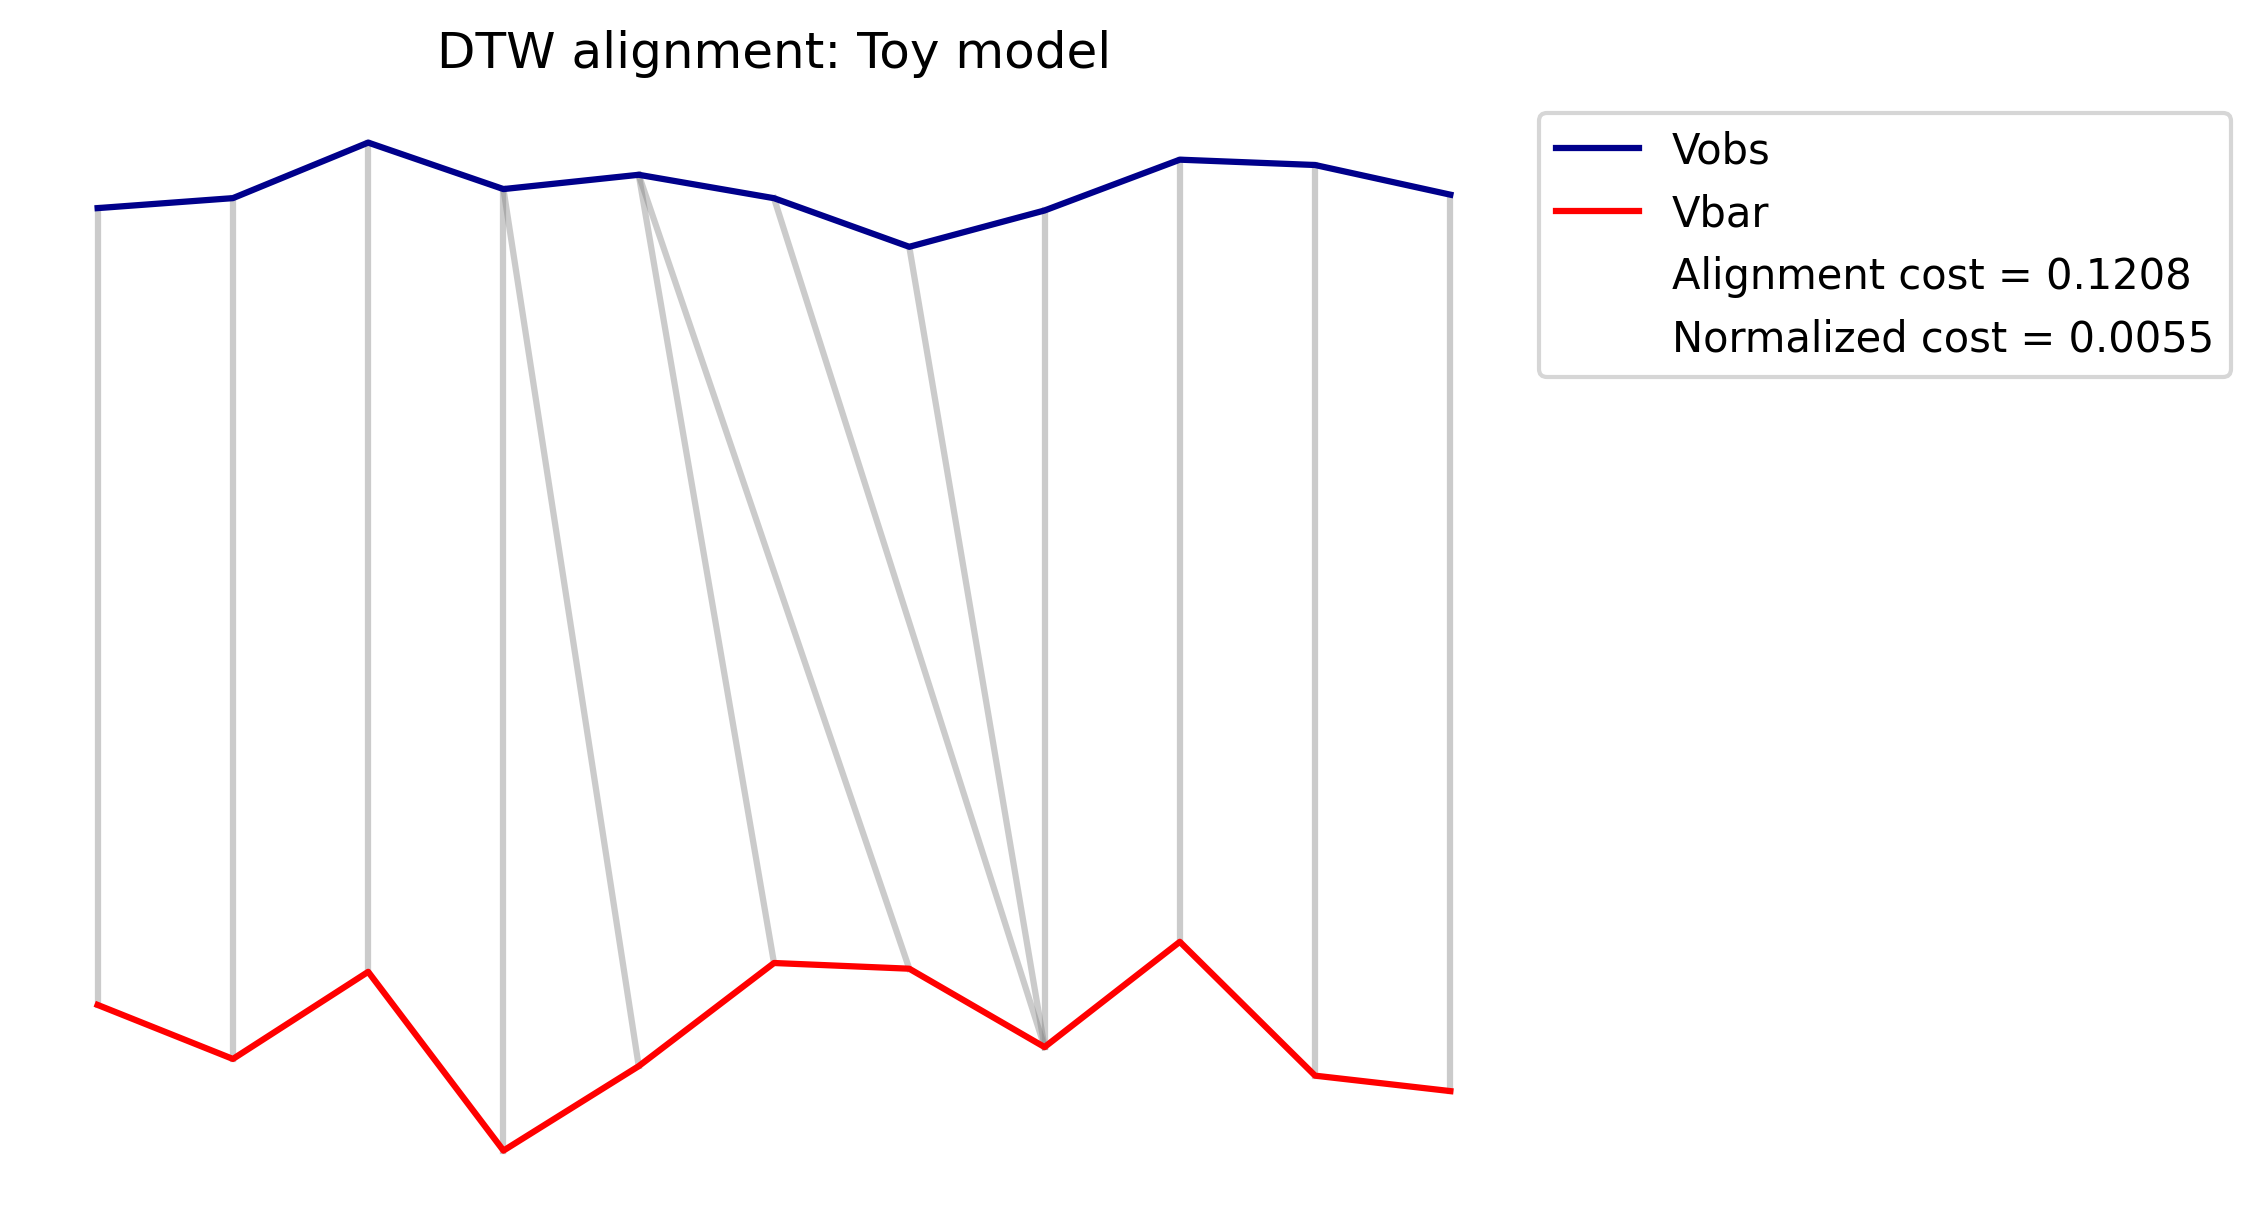 DTW alignment: Toy model
Vobs
Vbar
Alignment cost = 0.1208
Normalized cost = 0.0055